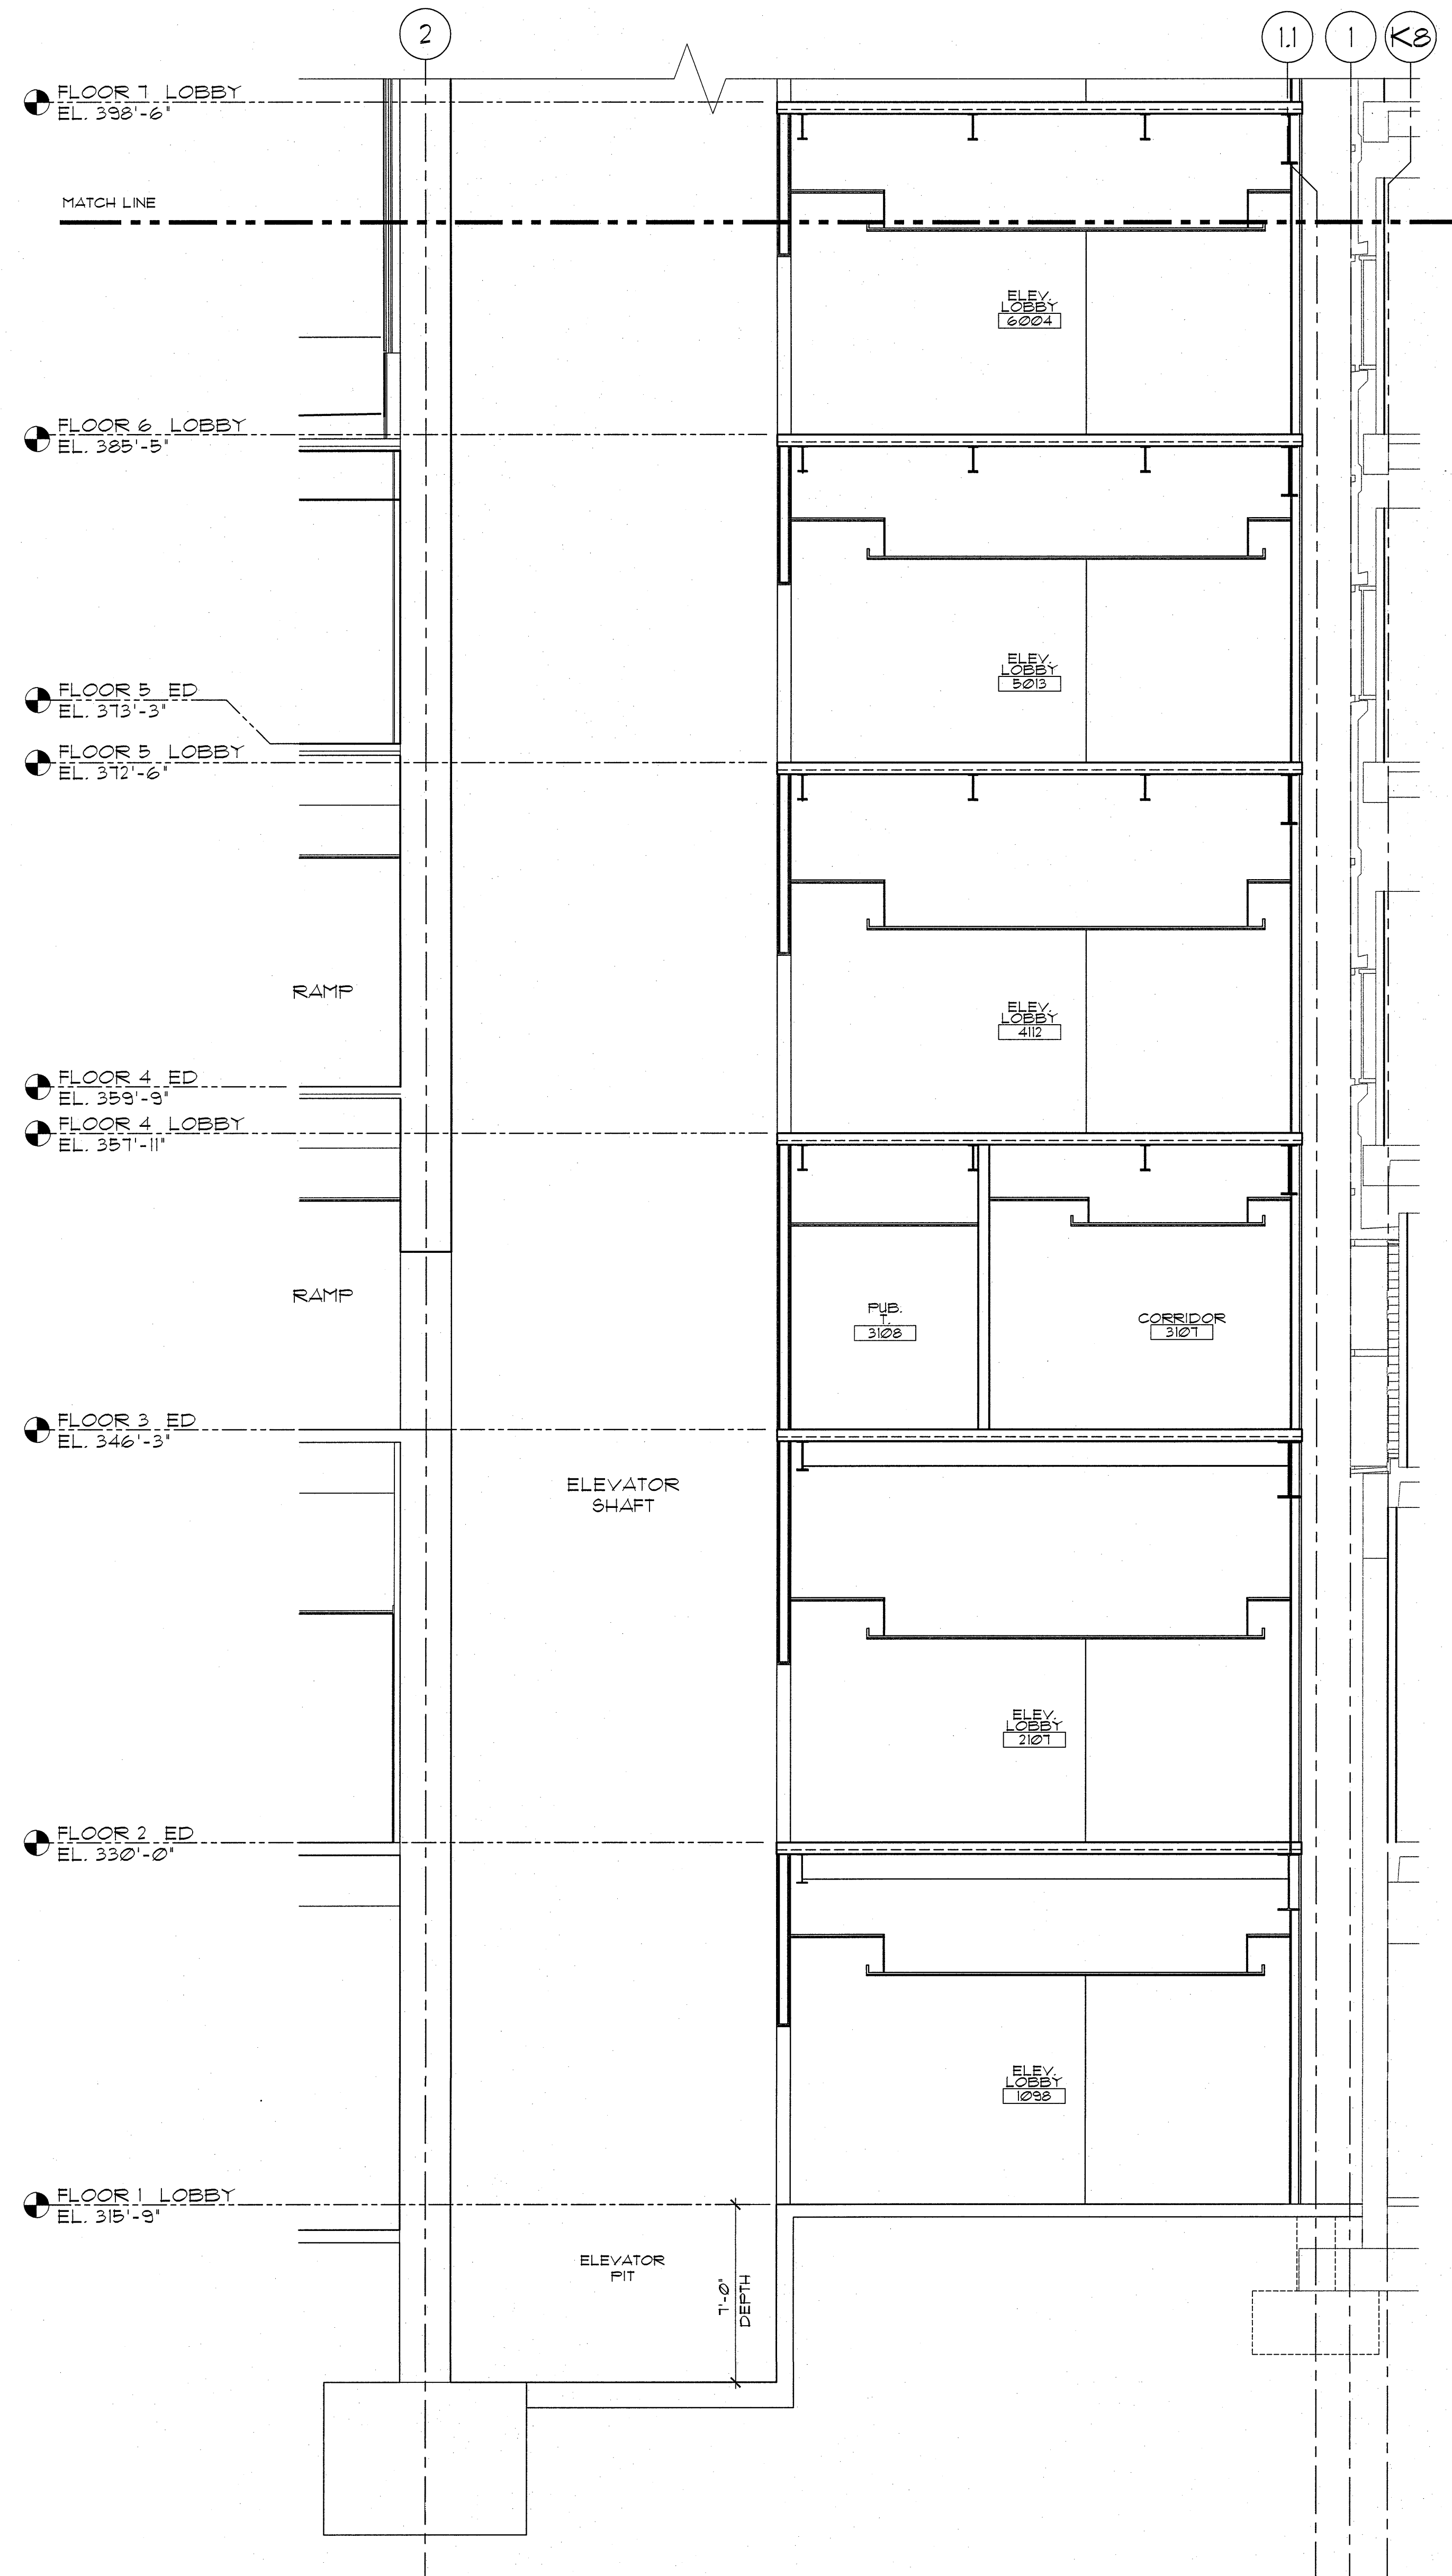 2
1.1
1
K8
FLOOR 7 LOBBY
EL. 398'-6"
MATCH LINE
ELEV.
LOBBY
6004
FLOOR 6 LOBBY
EL. 385'-5"
ELEV.
LOBBY
5013
FLOOR 5 ED
EL. 373'-3"
FLOOR 5 LOBBY
EL. 372'-6"
RAMP
ELEV.
LOBBY
4112
FLOOR 4 ED
EL. 359'-9"
FLOOR 4 LOBBY
EL. 357'-11"
RAMP
PUB.
T.
3108
CORRIDOR
3107
FLOOR 3 ED
EL. 346'-3"
ELEVATOR
SHAFT
ELEV.
LOBBY
2107
FLOOR 2 ED
EL. 330'-0"
ELEV.
LOBBY
1098
FLOOR 1 LOBBY
EL. 315'-9"
ELEVATOR
PIT
7'-0"
DEPTH